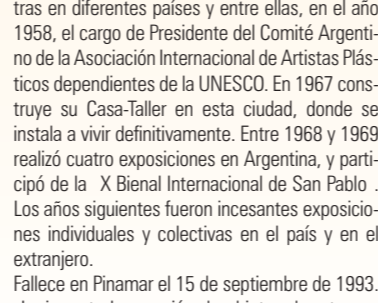 tras en diferentes países y entre ellas, en el año
1958, el cargo de Presidente del Comité Argenti-
no de la Asociación Internacional de Artistas Plás-
ticos dependientes de la UNESCO. En 1967 cons-
truye su Casa-Taller en esta ciudad, donde se
instala a vivir definitivamente. Entre 1968 y 1969
realizó cuatro exposiciones en Argentina, y parti-
cipó de la X Bienal Internacional de San Pablo .
Los años siguientes fueron incesantes exposicio-
nes individuales y colectivas en el país y en el
extranjero.
Fallece en Pinamar el 15 de septiembre de 1993.